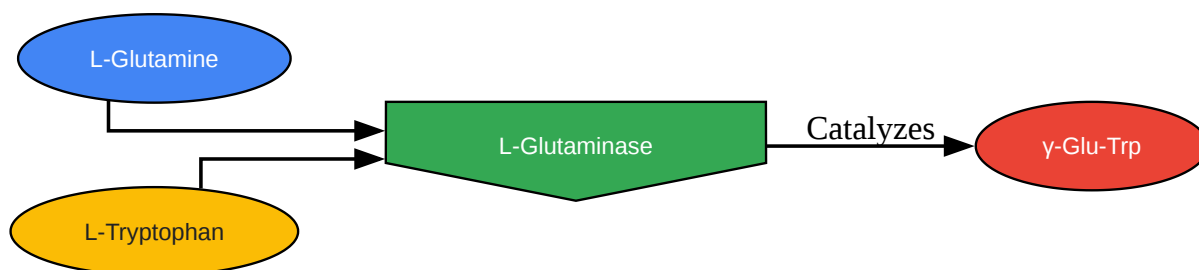 L-Glutamine
L-Glutaminase
Catalyzes
γ-Glu-Trp
L-Tryptophan